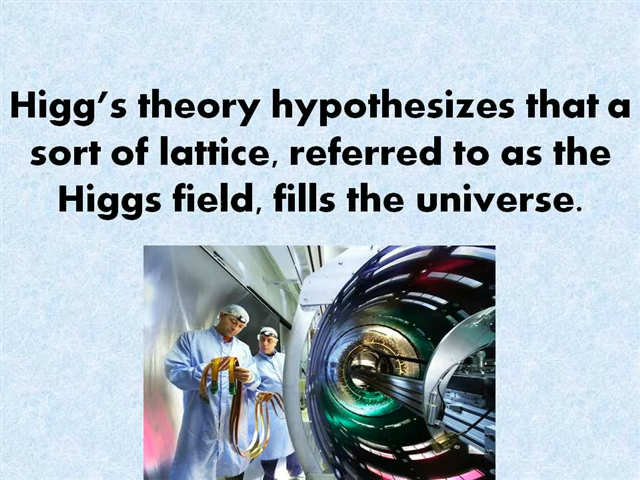 Higg’s theory hypothesizes that a
sort of lattice, referred to as the
Higgs field, fills the universe.